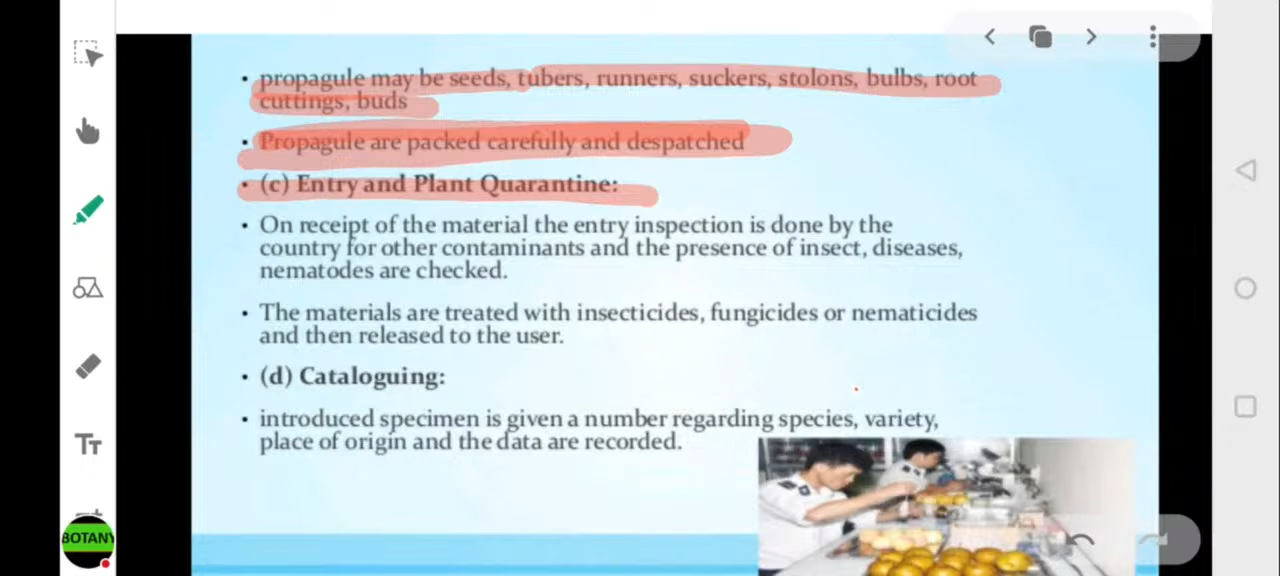 • propagule may be seeds, tubers, runners, suckers, stolons, bulbs, root
cuttings, buds
• Propagule are packed carefully and despatched
• (c) Entry and Plant Quarantine:
• On receipt of the material the entry inspection is done by the
country for other contaminants and the presence of insect, diseases,
nematodes are checked.
• The materials are treated with insecticides, fungicides or nematicides
and then released to the user.
• (d) Cataloguing:
• introduced specimen is given a number regarding species, variety,
place of origin and the data are recorded.
TT
BOTANY